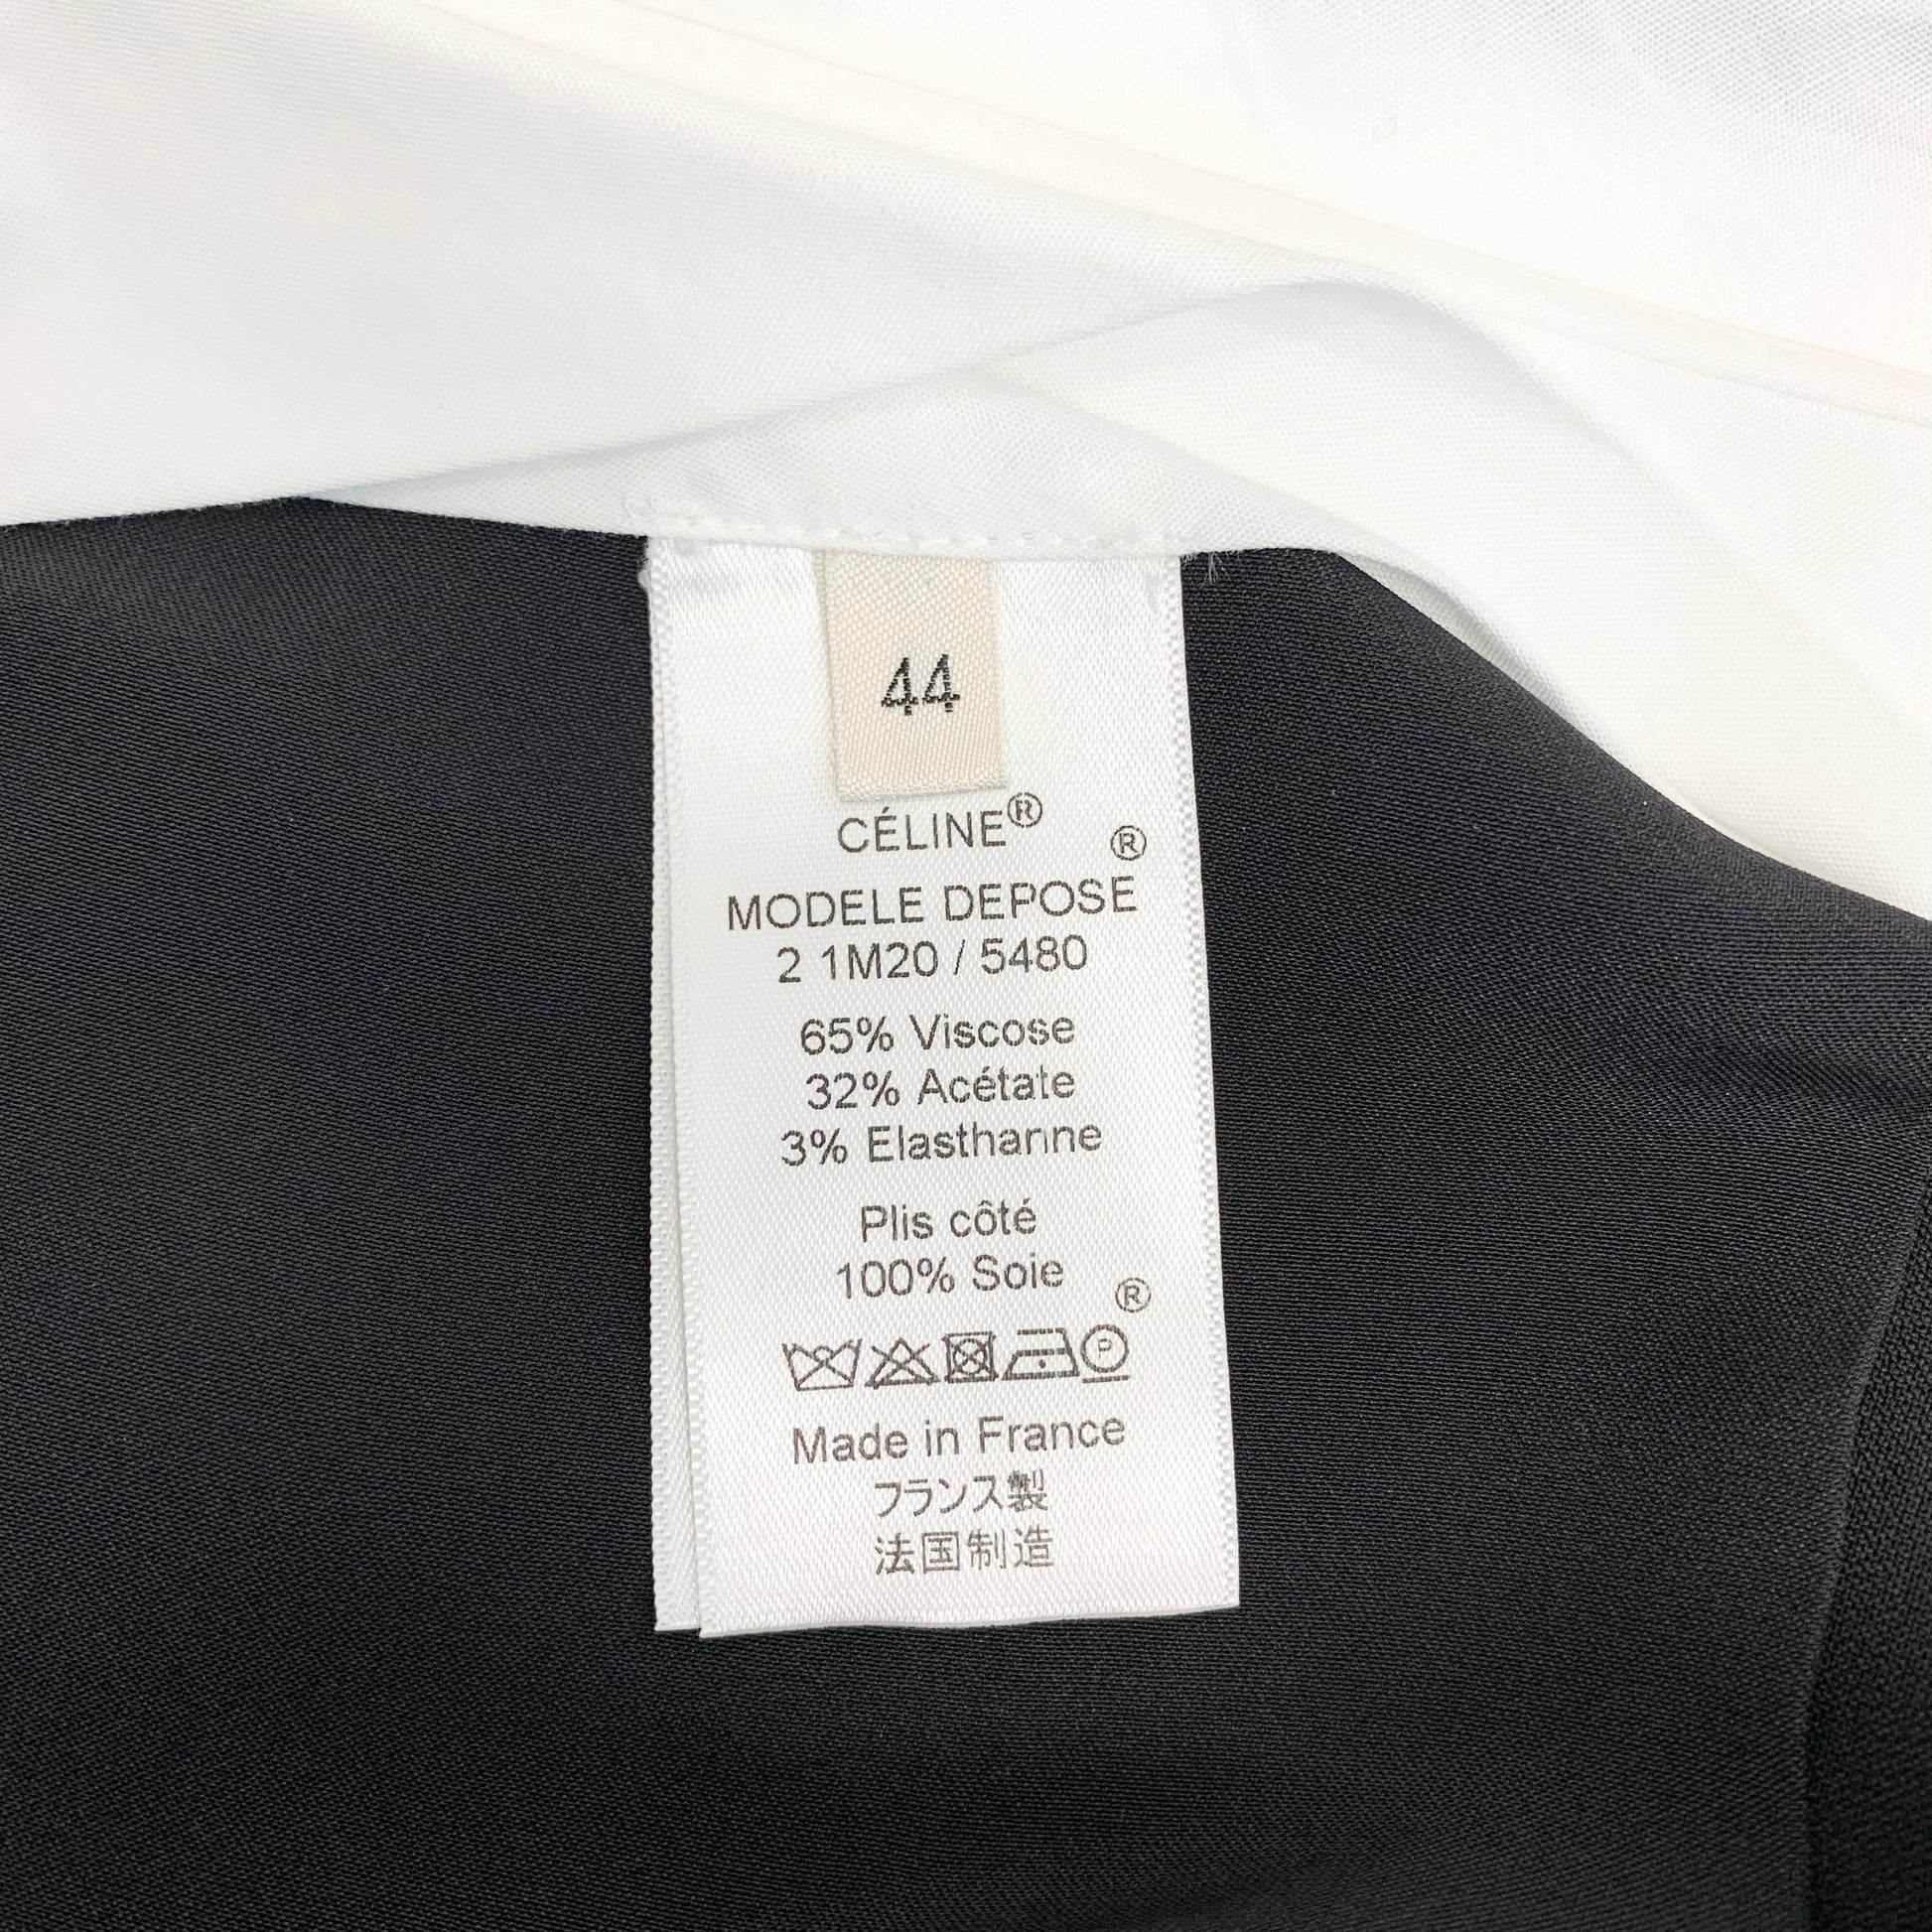 44
CÉLINE®
®
MODELE DEPOSE
2 1M20 / 5480
65% Viscose
32% Acétate
3% Elasthanne
Plis côté
100% Soie
®
P
Made in France
フランス製
法国制造